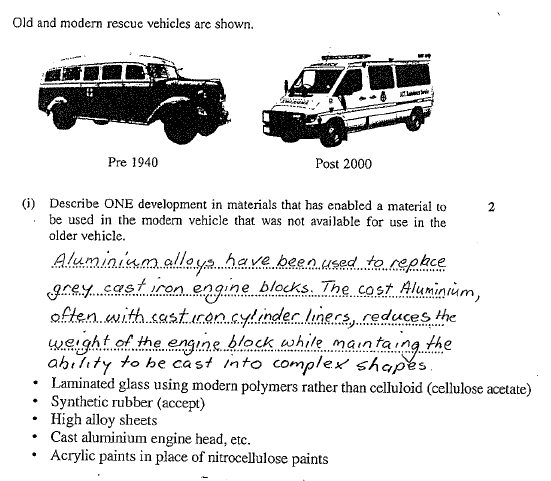 Old and modern rescue vehicles are shown.
Pre 1940
Post 2000
(i) Describe ONE development in materials that has enabled a material to 2
be used in the modern vehicle that was not available for use in the
older vehicle.
Aluminium alloys have been used to replace
grey cast iron engine blocks. The cast Aluminium,
often with cast iron cylinder liners, reduces the
weight of the engine block while maintaing the
ability to be cast into complex shapes.
• Laminated glass using modern polymers rather than celluloid (cellulose acetate)
• Synthetic rubber (accept)
• High alloy sheets
• Cast aluminium engine head, etc.
• Acrylic paints in place of nitrocellulose paints